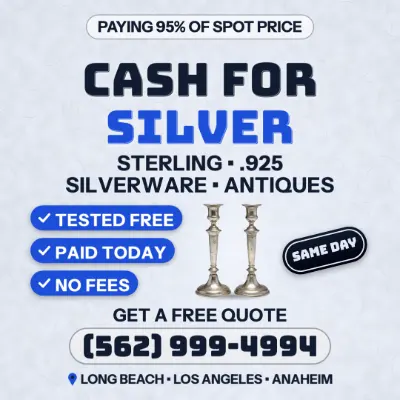 PAYING 95% OF SPOT PRICE
CASH FOR
SILVER
STERLING ▪ .925
SILVERWARE ▪ ANTIQUES
✓ TESTED FREE
✓ PAID TODAY
✓ NO FEES
SAME DAY
GET A FREE QUOTE
(562) 999-4994
LONG BEACH ▪ LOS ANGELES ▪ ANAHEIM